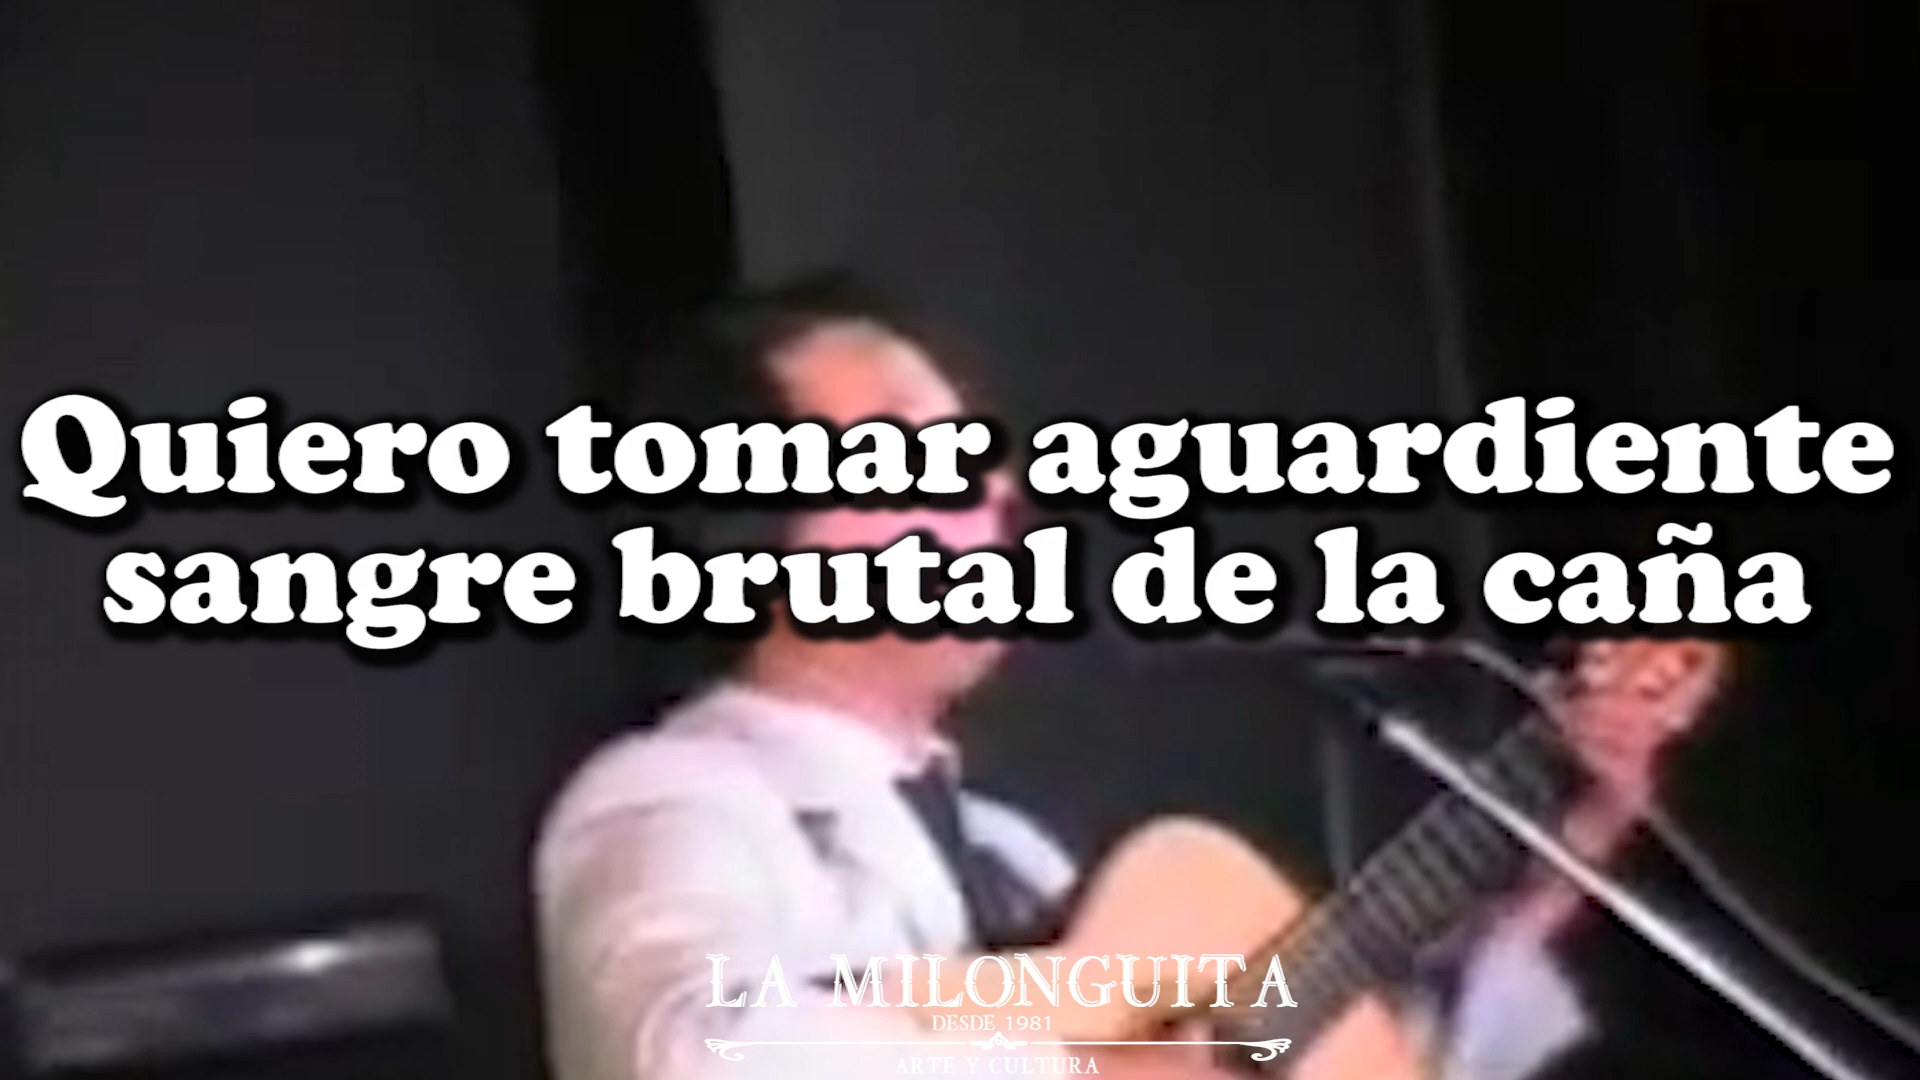 Quiero tomar aguardiente
sangre brutal de la caña
LA MILONGUITA
DESDE 1981
ARTE Y CULTURA